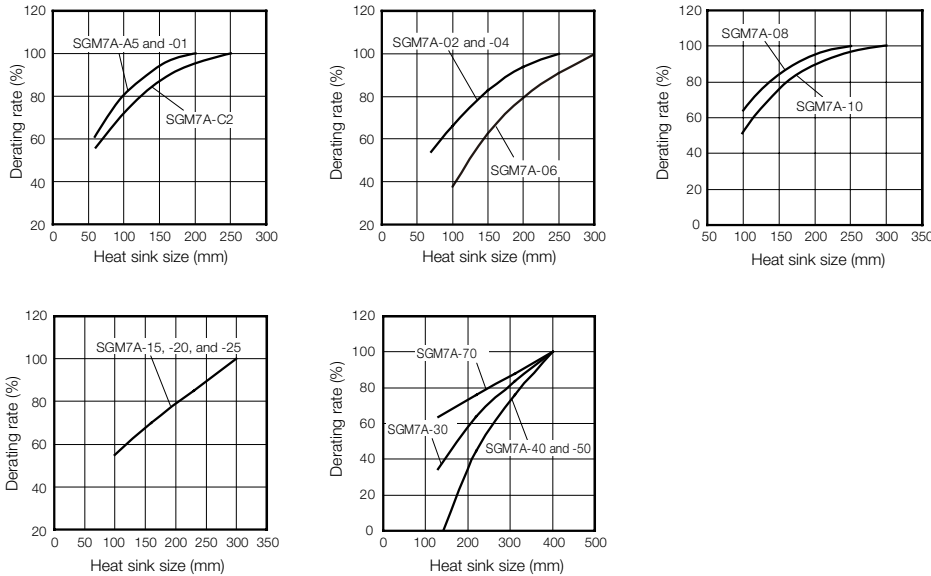 120
100
80
60
40
20
0 50 100 150 200 250 300
Derating rate (%)
Heat sink size (mm)
SGM7A-A5 and -01
SGM7A-C2
120
100
80
60
40
20
0 50 100 150 200 250 300
Derating rate (%)
Heat sink size (mm)
SGM7A-02 and -04
SGM7A-06
120
100
80
60
40
20
0
50 100 150 200 250 300 350
Derating rate (%)
Heat sink size (mm)
SGM7A-08
SGM7A-10
120
100
80
60
40
20
0 50 100 150 200 250 300 350
Derating rate (%)
Heat sink size (mm)
SGM7A-15, -20, and -25
120
100
80
60
40
20
0
0 100 200 300 400 500
Derating rate (%)
Heat sink size (mm)
SGM7A-70
SGM7A-30
SGM7A-40 and -50